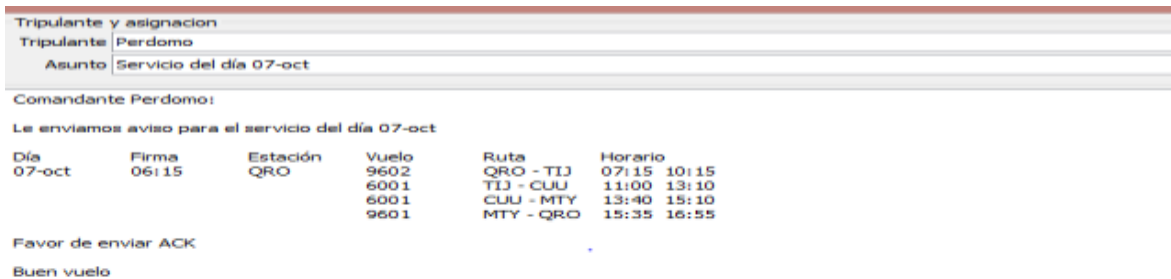 Tripulante y asignacion
Tripulante Perdomo
Asunto Servicio del día 07-oct
Comandante Perdomo:
Le enviamos aviso para el servicio del día 07-oct
Día Firma Estación Vuelo Ruta Horario
07-oct 06:15 QRO 9602 QRO - TIJ 07:15 10:15
6001 TIJ - CUU 11:00 13:10
6001 CUU - MTY 13:40 15:10
9601 MTY - QRO 15:35 16:55
Favor de enviar ACK
Buen vuelo